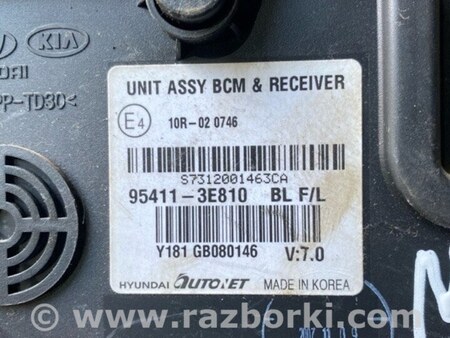 KIA
PP-TD30<
UNIT ASSY BCM & RECEIVER
E4
10R-02 0746
S7312001463CA
95411-3E810 BL F/L
Y181 GB080146 V:7.0
HYUNDAI AUTONET MADE IN KOREA
© www.razborki.com